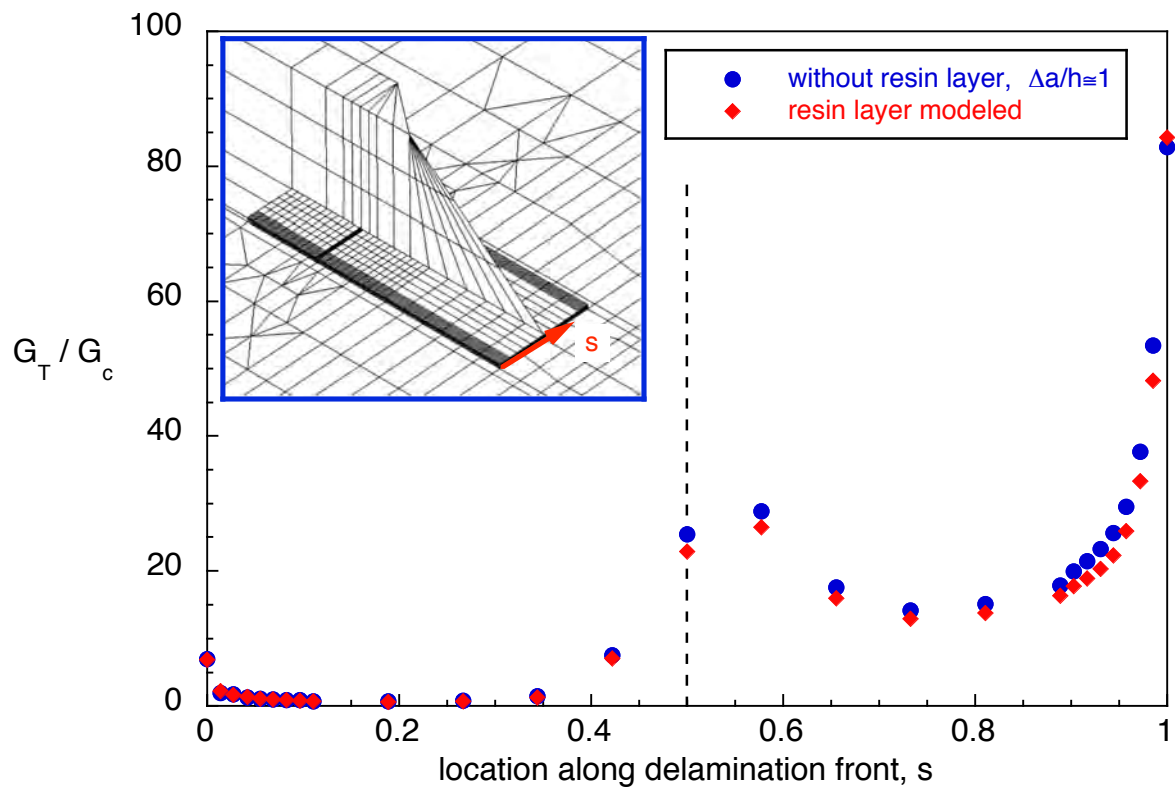 100
80
60
40
20
0
G_T / G_c
without resin layer, Δa/h≅1
resin layer modeled
s
0
0.2
0.4
0.6
0.8
1
location along delamination front, s